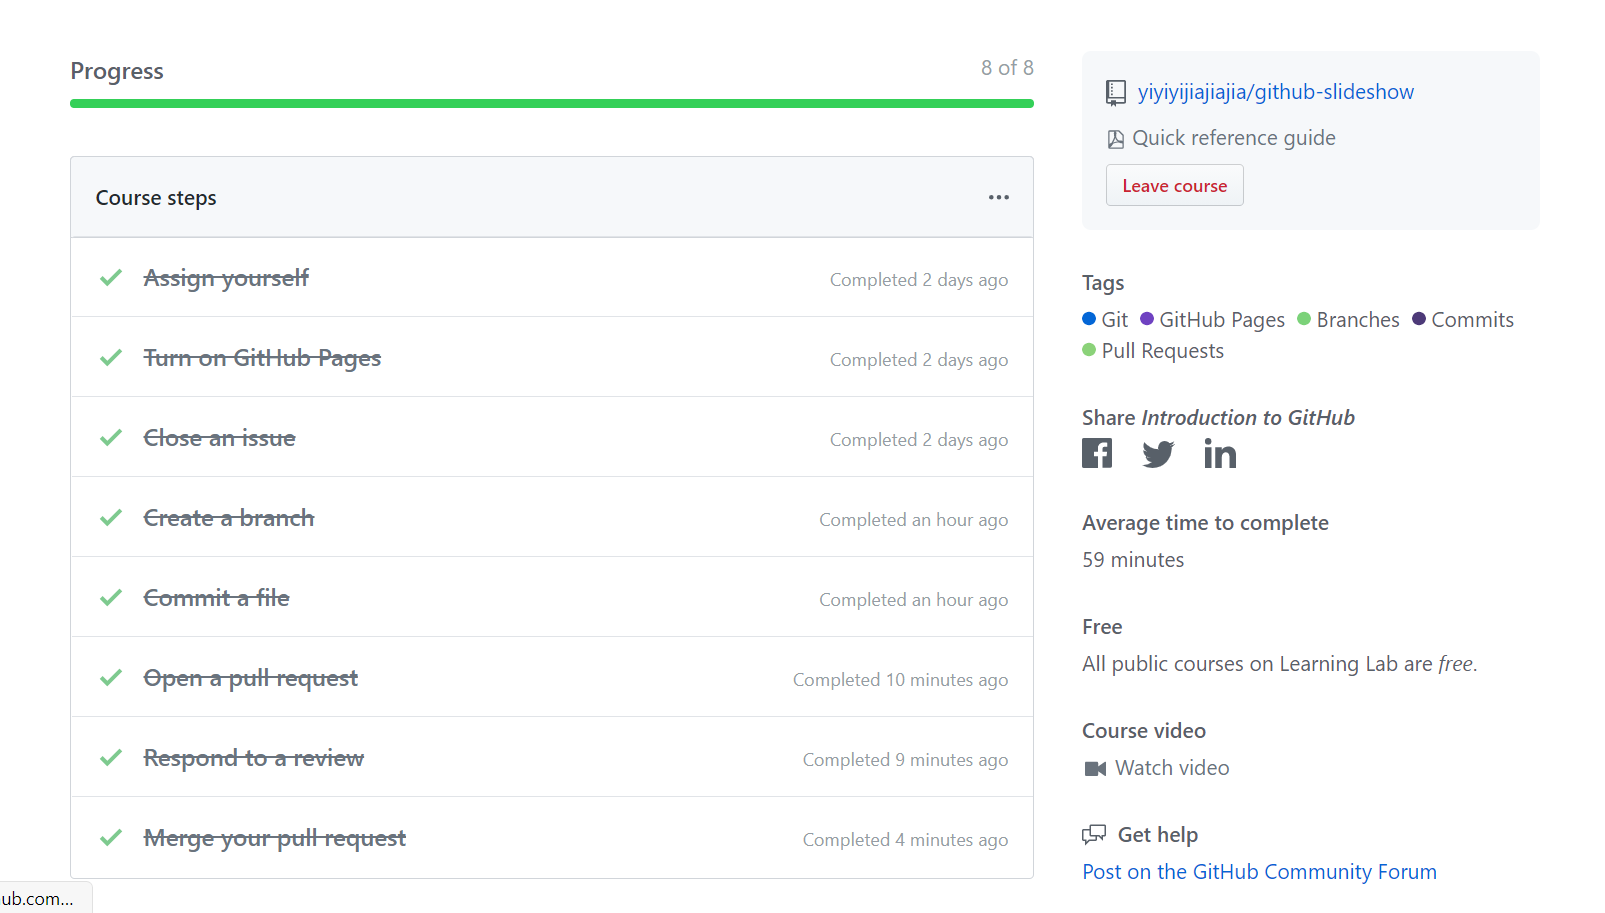 Progress
8 of 8
Course steps
Assign yourself
Completed 2 days ago
Turn on GitHub Pages
Completed 2 days ago
Close an issue
Completed 2 days ago
Create a branch
Completed an hour ago
Commit a file
Completed an hour ago
Open a pull request
Completed 10 minutes ago
Respond to a review
Completed 9 minutes ago
Merge your pull request
Completed 4 minutes ago
ub.com...
yiyiyijiajiajia/github-slideshow
Quick reference guide
Leave course
Tags
Git GitHub Pages Branches Commits
Pull Requests
Share Introduction to GitHub
Average time to complete
59 minutes
Free
All public courses on Learning Lab are free.
Course video
Watch video
Get help
Post on the GitHub Community Forum